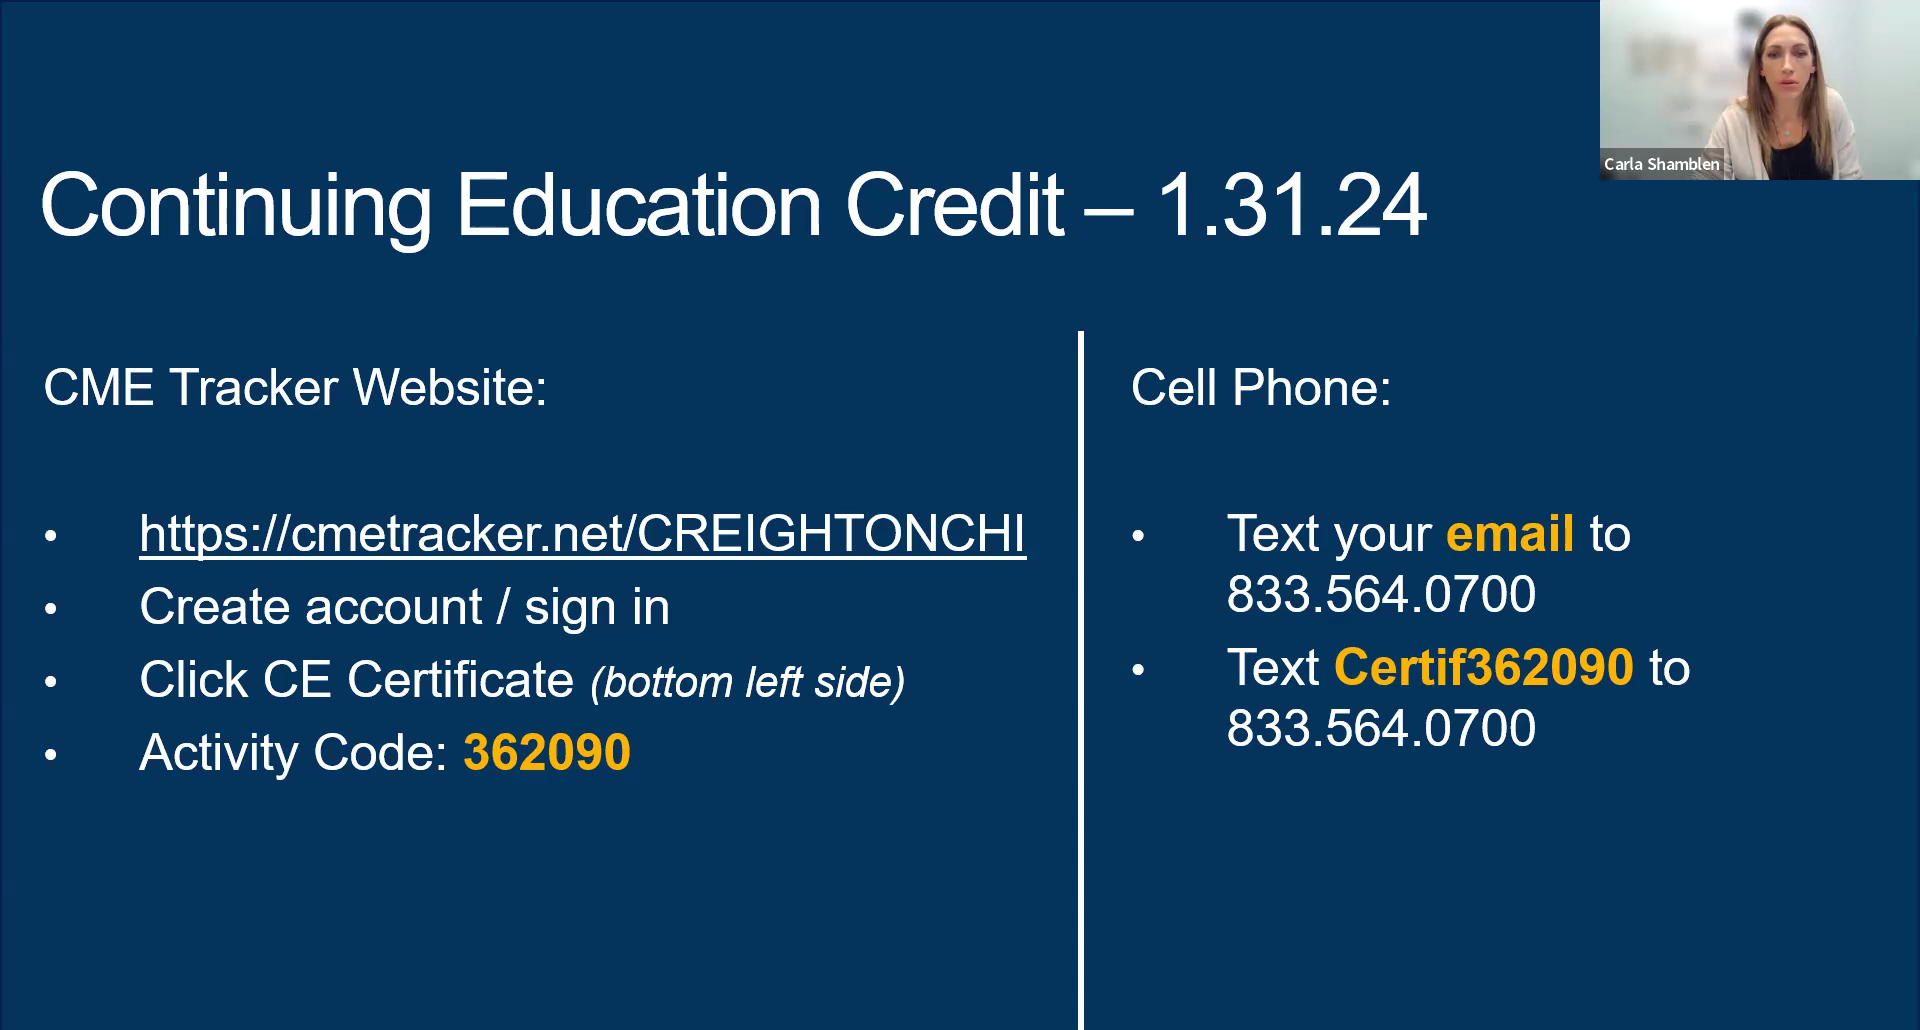 Carla Shamblen
Continuing Education Credit – 1.31.24
CME Tracker Website:
• https://cmetracker.net/CREIGHTONCHI
• Create account / sign in
• Click CE Certificate (bottom left side)
• Activity Code: 362090
Cell Phone:
• Text your email to
833.564.0700
• Text Certif362090 to
833.564.0700